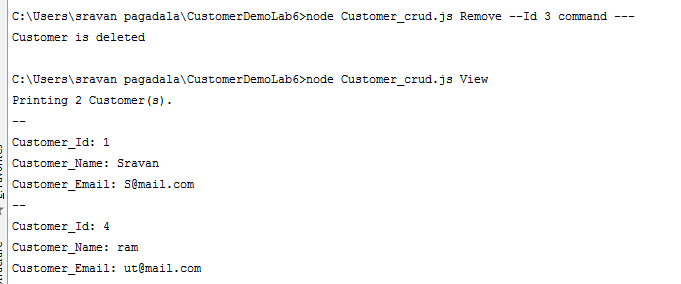 C:\Users\sravan pagadala\CustomerDemoLab6>node Customer_crud.js Remove --Id 3 command ---
Customer is deleted
C:\Users\sravan pagadala\CustomerDemoLab6>node Customer_crud.js View
Printing 2 Customer(s).
--
Customer_Id: 1
Customer_Name: Sravan
Customer_Email: S@mail.com
--
Customer_Id: 4
Customer_Name: ram
Customer_Email: ut@mail.com